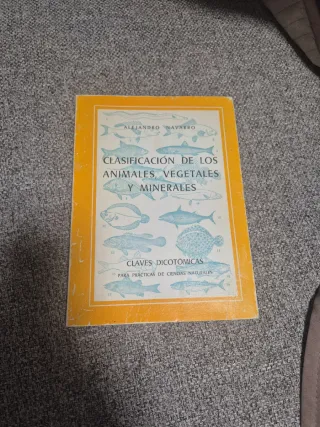 ALEJANDRO NAVARRO
CLASIFICACIÓN DE LOS
ANIMALES, VEGETALES
Y MINERALES
CLAVES DICOTÓMICAS
PARA PRÁCTICAS DE CIENCIAS NATURALES